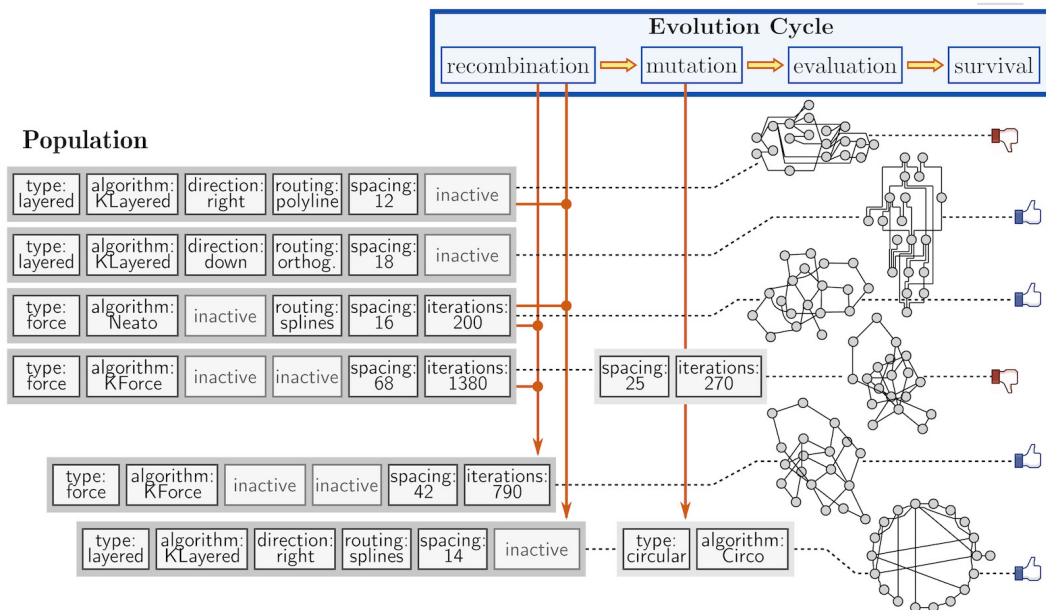 Evolution Cycle
recombination mutation evaluation survival
Population
type: algorithm: direction: routing: spacing: inactive
layered KLayered right polyline 12
type: algorithm: direction: routing: spacing: inactive
layered KLayered down orthog. 18
type: algorithm: inactive routing: spacing: iterations:
force Neato splines 16 200
type: algorithm: inactive inactive spacing: iterations: spacing: iterations:
force KForce 68 1380 25 270
type: algorithm: inactive inactive spacing: iterations:
force KForce 42 790
type: algorithm: direction: routing: spacing: inactive type: algorithm:
layered KLayered right splines 14 circular Circo